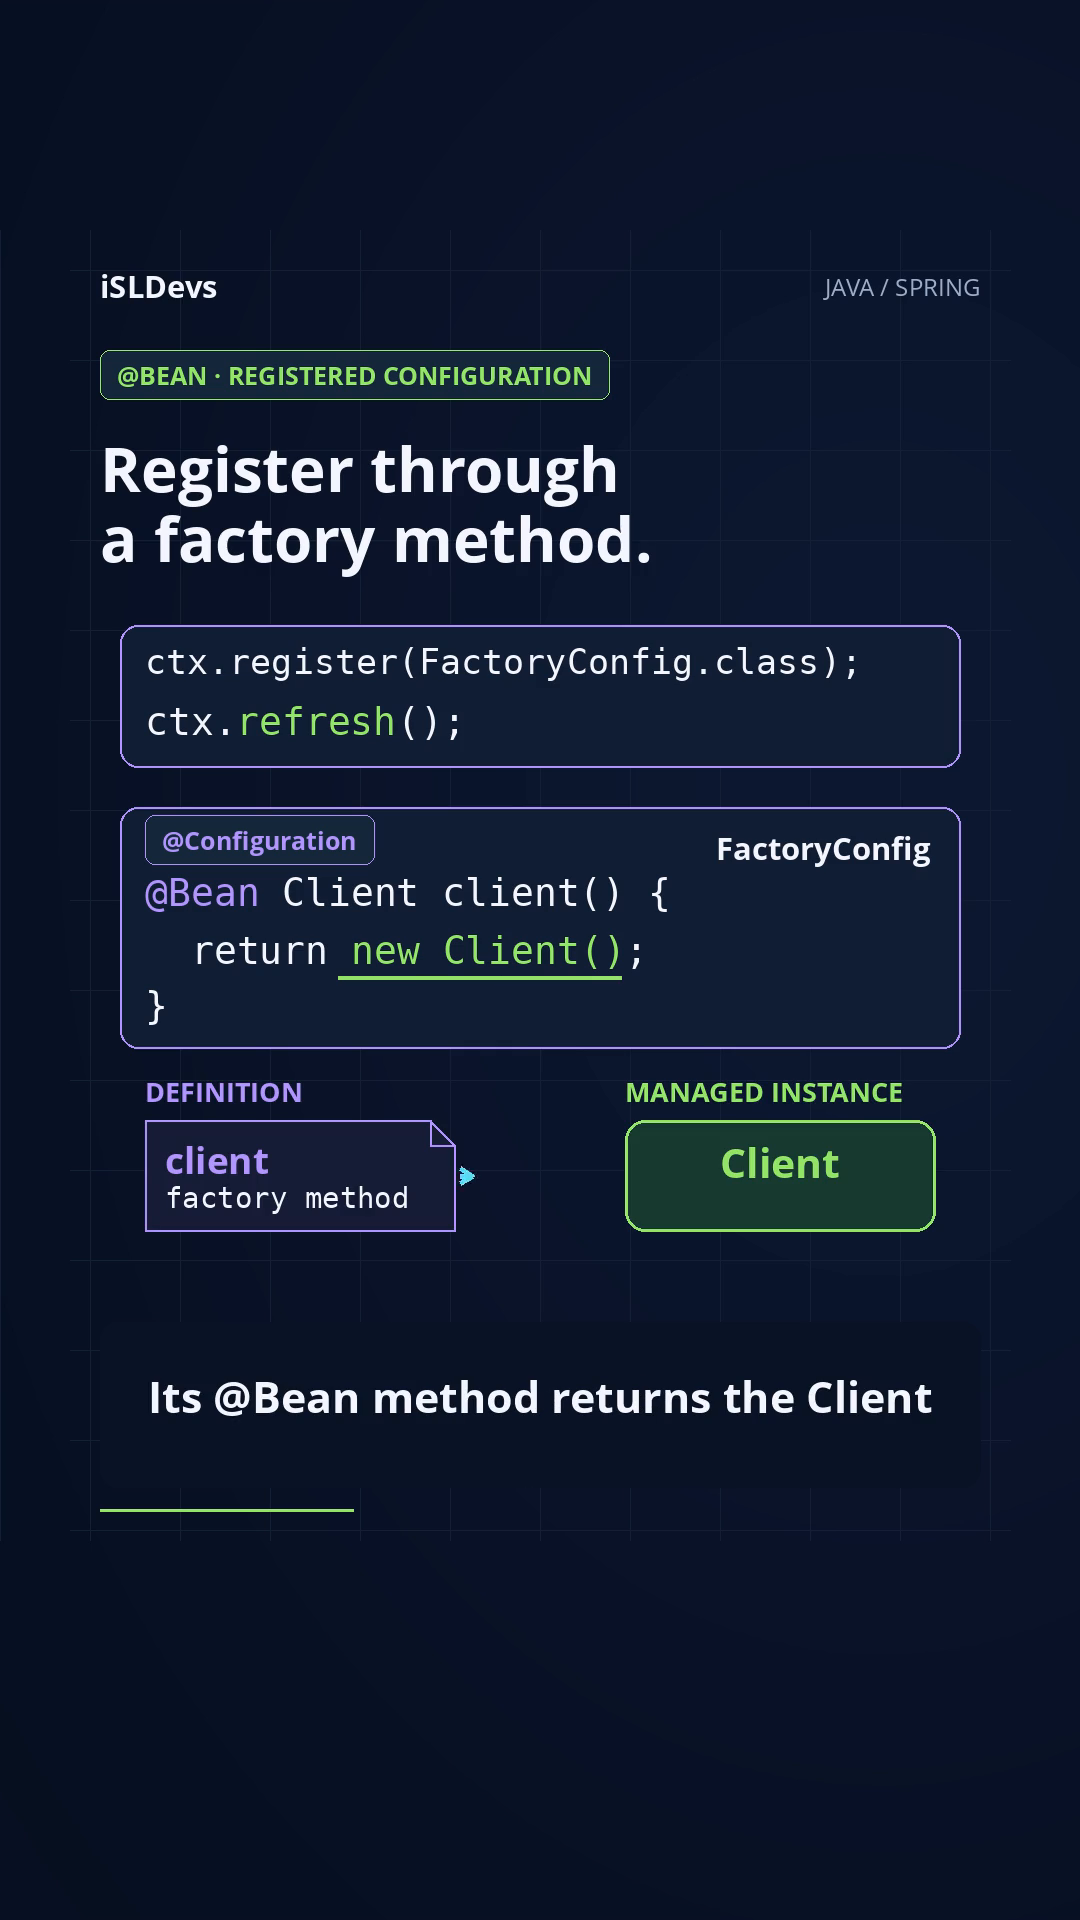 iSLDevs
JAVA / SPRING
@BEAN · REGISTERED CONFIGURATION
Register through
a factory method.
ctx.register(FactoryConfig.class);
ctx.refresh();
@Configuration
FactoryConfig
@Bean Client client() {
  return new Client();
}
DEFINITION
MANAGED INSTANCE
client
factory method
Client
Its @Bean method returns the Client